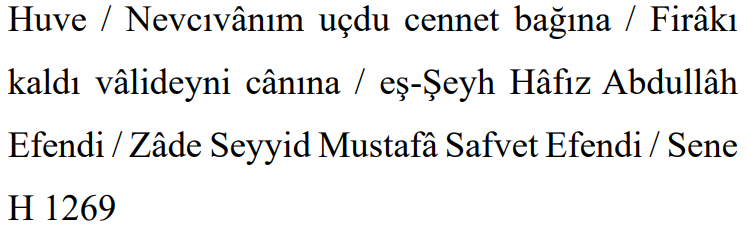 Huve / Nevcıvânım uçdu cennet bağına / Firâkı
kaldı vâlideyni cânına / eş-Şeyh Hâfız Abdullâh
Efendi / Zâde Seyyid Mustafâ Safvet Efendi / Sene
H 1269